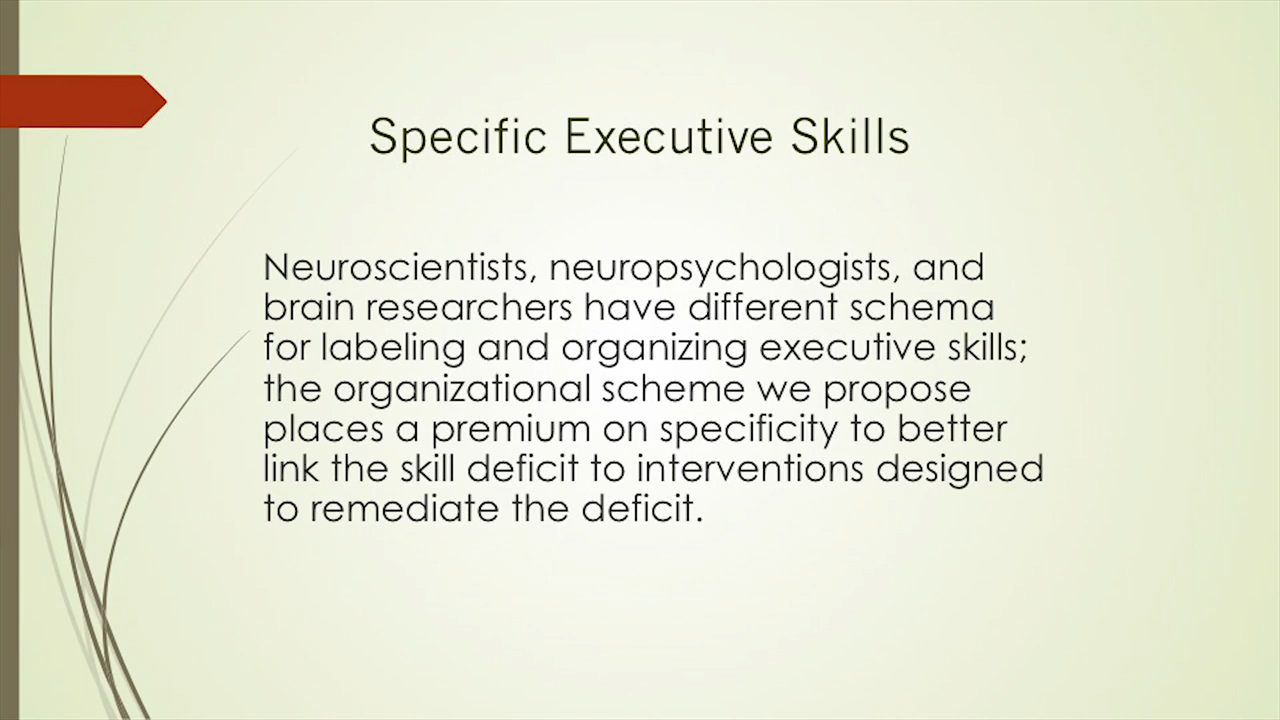 Specific Executive Skills
Neuroscientists, neuropsychologists, and
brain researchers have different schema
for labeling and organizing executive skills;
the organizational scheme we propose
places a premium on specificity to better
link the skill deficit to interventions designed
to remediate the deficit.